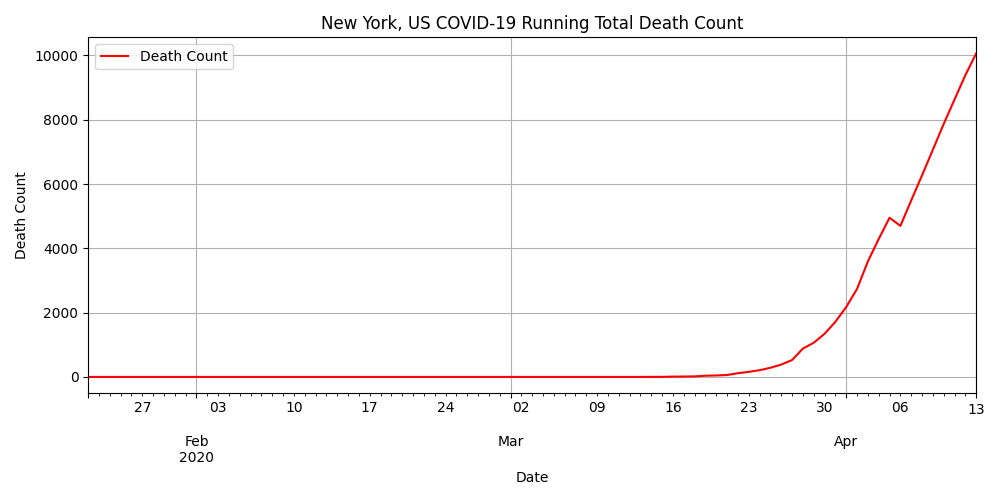 New York, US COVID-19 Running Total Death Count
Death Count
10000
8000
6000
4000
2000
0
Death Count
27 03 10 17 24 02 09 16 23 30 06 13
Feb Mar Apr
2020
Date